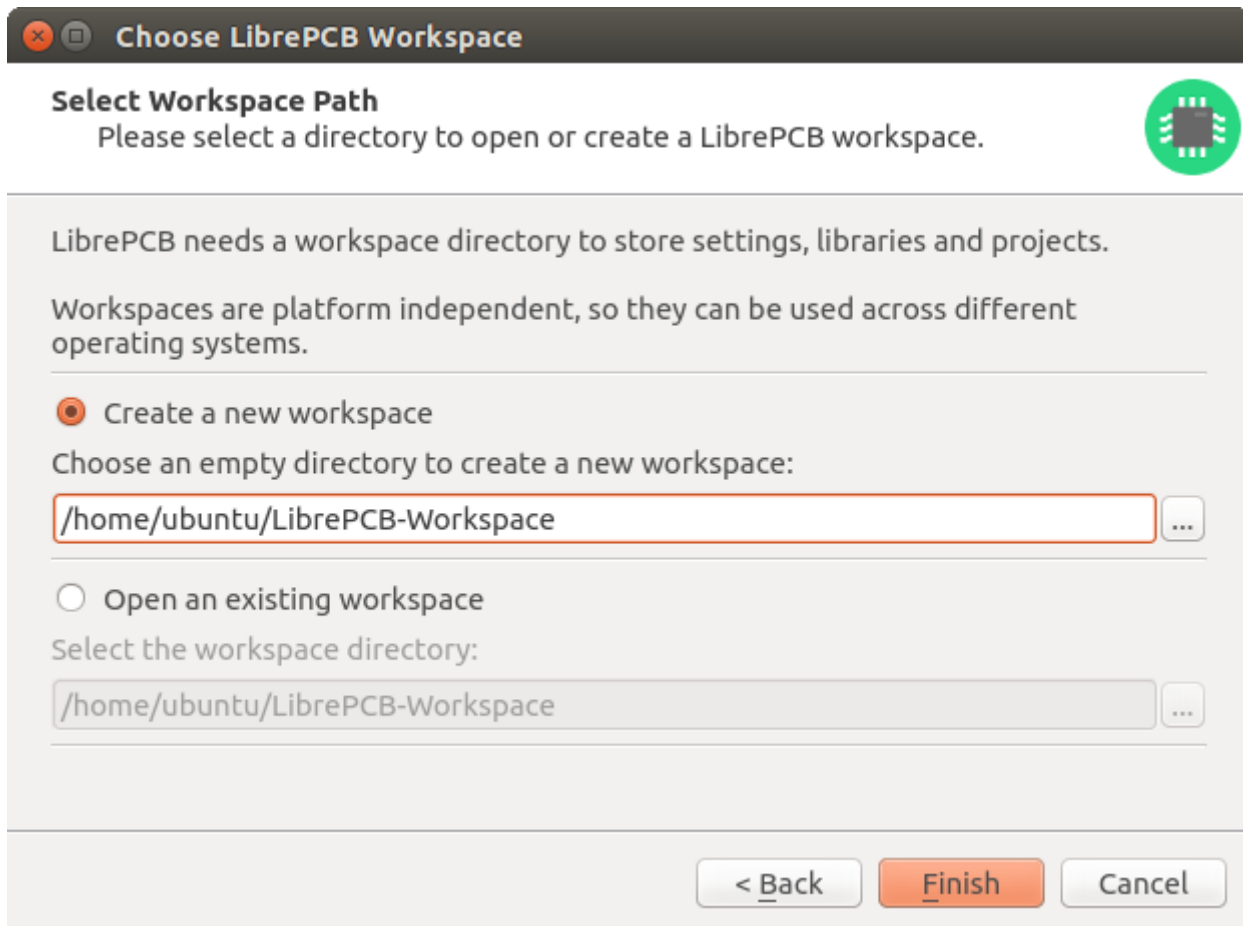 Choose LibrePCB Workspace
Select Workspace Path
Please select a directory to open or create a LibrePCB workspace.
LibrePCB needs a workspace directory to store settings, libraries and projects.
Workspaces are platform independent, so they can be used across different
operating systems.
Create a new workspace
Choose an empty directory to create a new workspace:
/home/ubuntu/LibrePCB-Workspace
...
Open an existing workspace
Select the workspace directory:
/home/ubuntu/LibrePCB-Workspace
...
< Back
Finish
Cancel